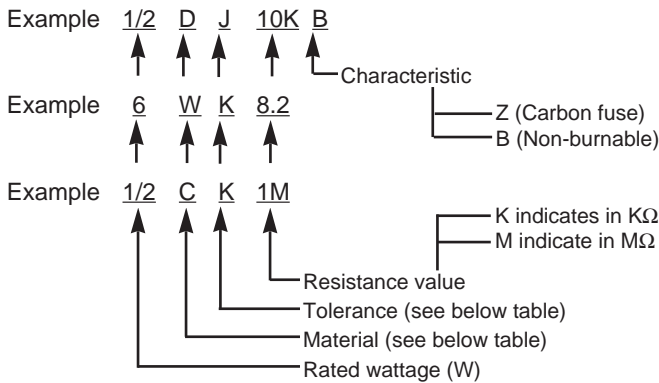 Example 1/2 D J 10K B
Characteristic
Z (Carbon fuse)
B (Non-burnable)
Example 6 W K 8.2
Example 1/2 C K 1M
K indicates in KΩ
M indicate in MΩ
Resistance value
Tolerance (see below table)
Material (see below table)
Rated wattage (W)